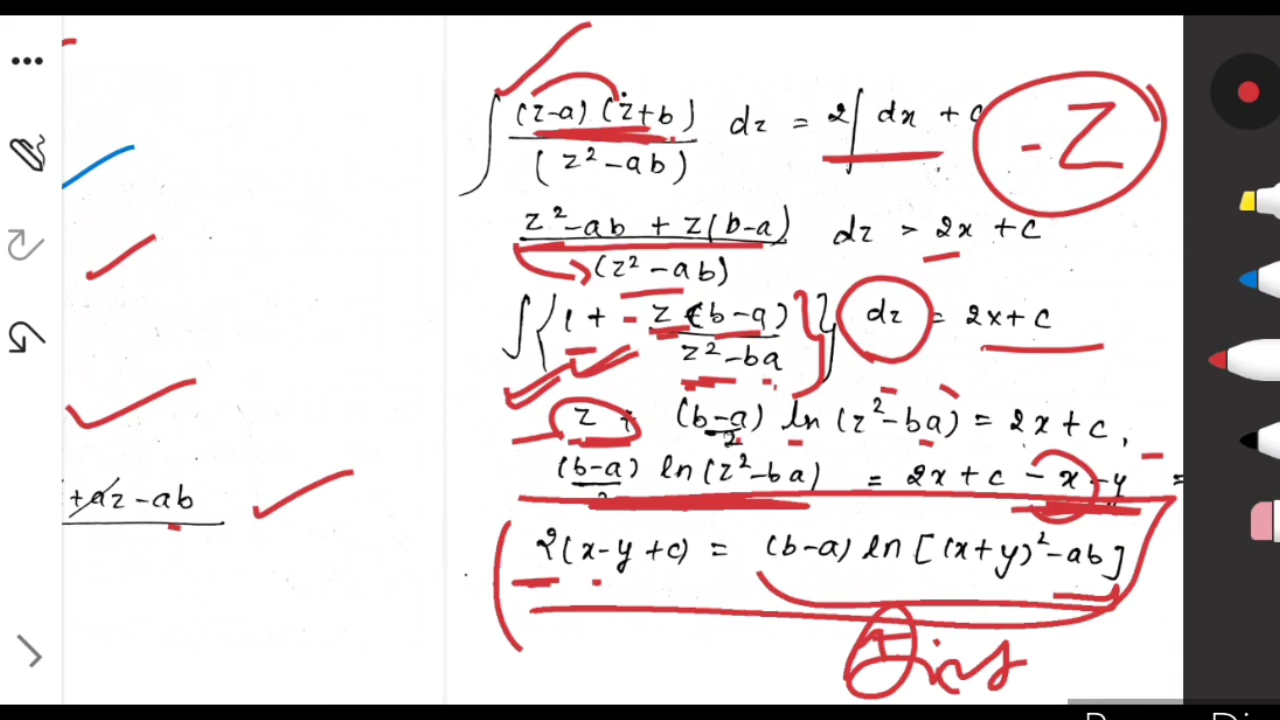 ∫ (z-a)(z+b) / (z² - ab) dz = 2∫ dx + c
- Z
z² - ab + z(b-a) / (z² - ab) dz = 2x + c
∫ { 1 + z(b-a) / z² - ba } dz = 2x + c
z + (b-a)/2 ln(z² - ba) = 2x + c,
+az - ab
(b-a)/2 ln(z² - ba) = 2x + c - x - y =
2(x-y+c) = (b-a) ln[(x+y)² - ab]